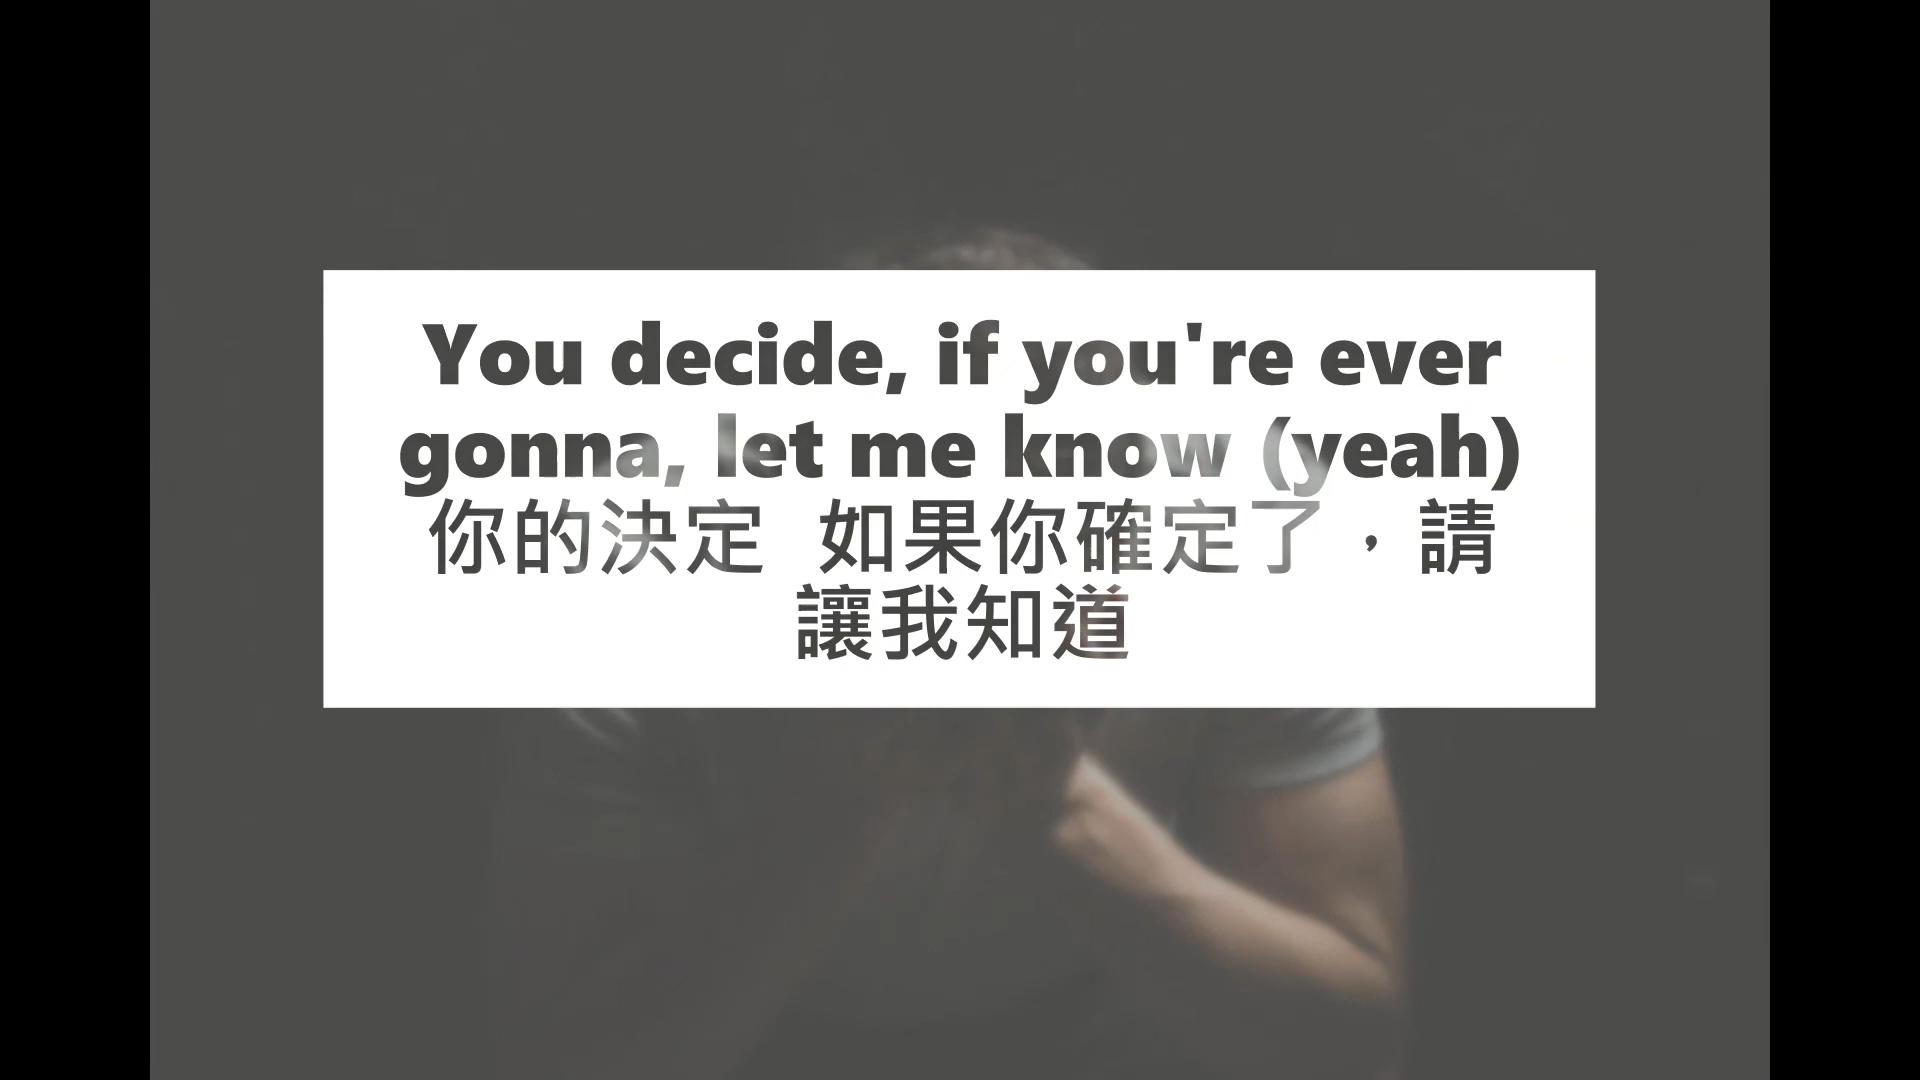 You decide, if you're ever
gonna, let me know (yeah)
你的決定 如果你確定了，請
讓我知道